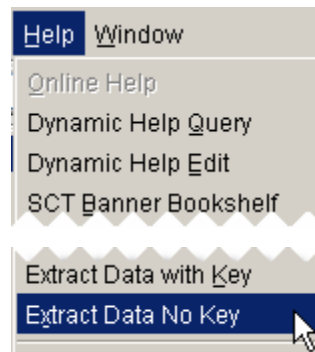 Help Window
Online Help
Dynamic Help Query
Dynamic Help Edit
SCT Banner Bookshelf
Extract Data with Key
Extract Data No Key